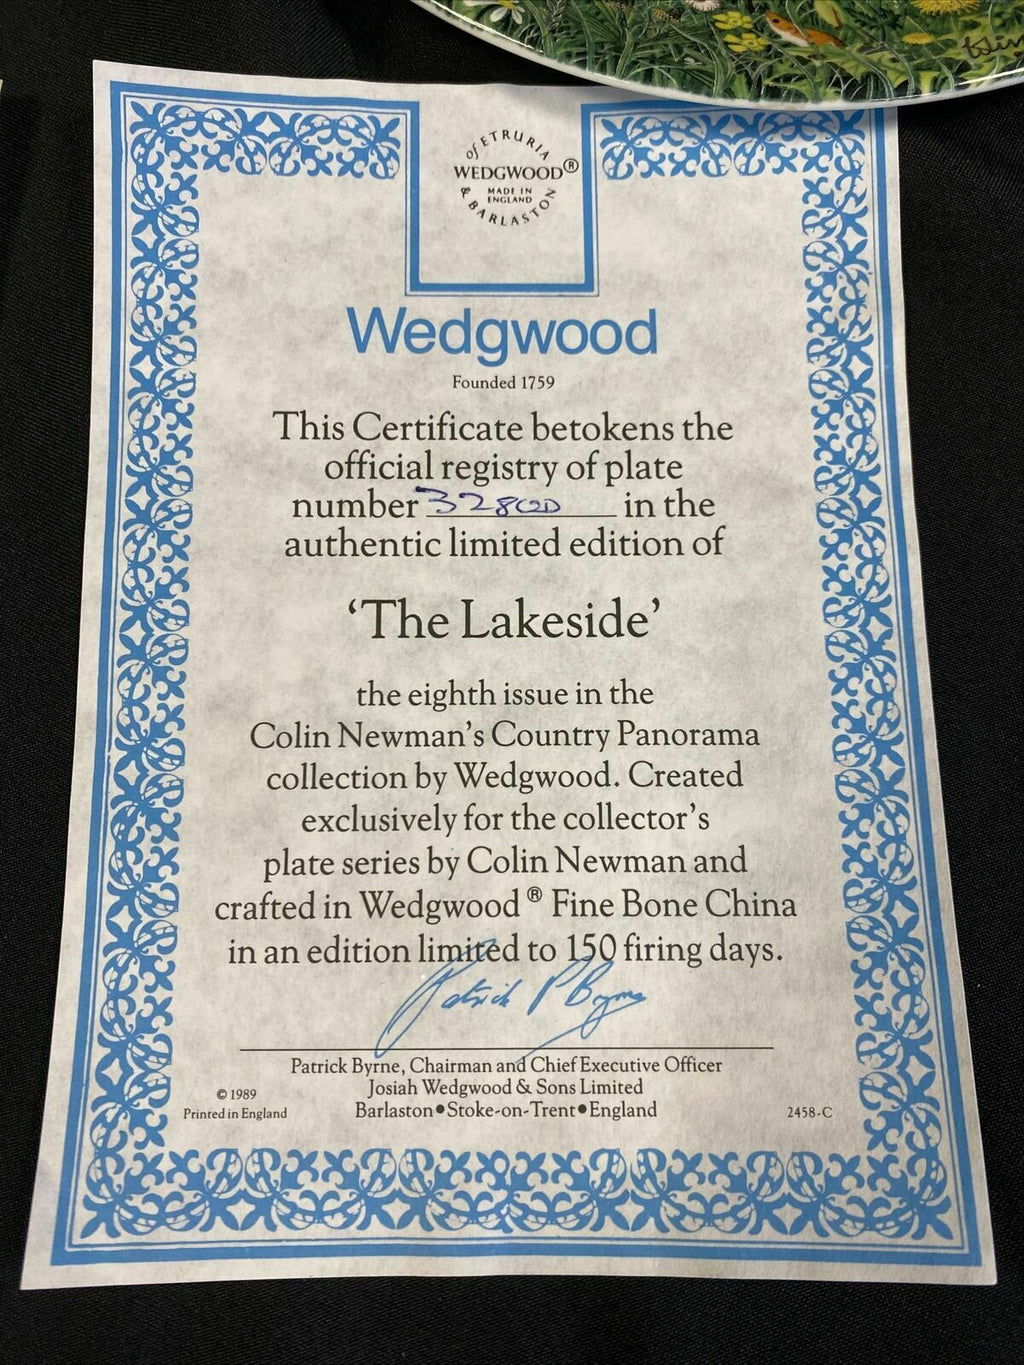 of ETRURIA
WEDGWOOD®
MADE IN
ENGLAND
& BARLASTON
Wedgwood
Founded 1759
This Certificate betokens the
official registry of plate
number in the
authentic limited edition of
‘The Lakeside’
the eighth issue in the
Colin Newman’s Country Panorama
collection by Wedgwood. Created
exclusively for the collector’s
plate series by Colin Newman and
crafted in Wedgwood® Fine Bone China
in an edition limited to 150 firing days.
Patrick P Byrne
Patrick Byrne, Chairman and Chief Executive Officer
Josiah Wedgwood & Sons Limited
Barlaston•Stoke-on-Trent•England
© 1989
Printed in England
2458-C